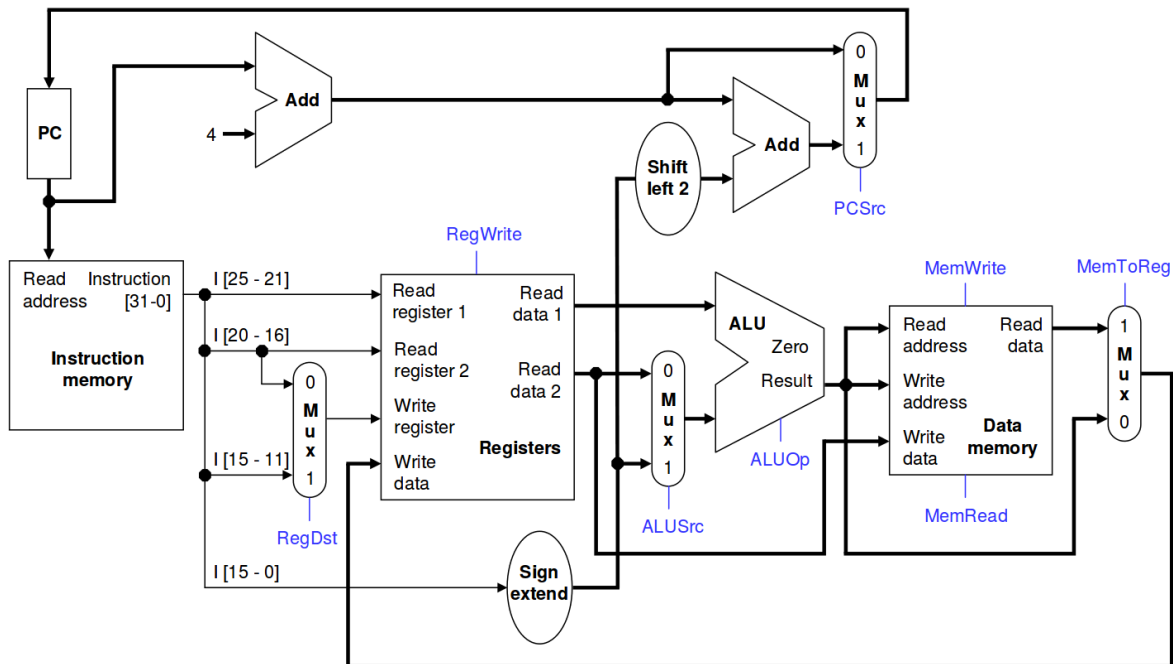 0
M
u
x
1
Add
PC
4
Add
Shift
left 2
PCSrc
RegWrite
MemWrite
MemToReg
Read
address
Instruction
[31-0]
Instruction
memory
I [25 - 21]
I [20 - 16]
I [15 - 11]
I [15 - 0]
0
M
u
x
1
RegDst
Read
register 1
Read
register 2
Write
register
Write
data
Read
data 1
Read
data 2
Registers
Sign
extend
0
M
u
x
1
ALUSrc
ALU
Zero
Result
ALUOp
Read
address
Write
address
Write
data
Read
data
Data
memory
MemRead
1
M
u
x
0